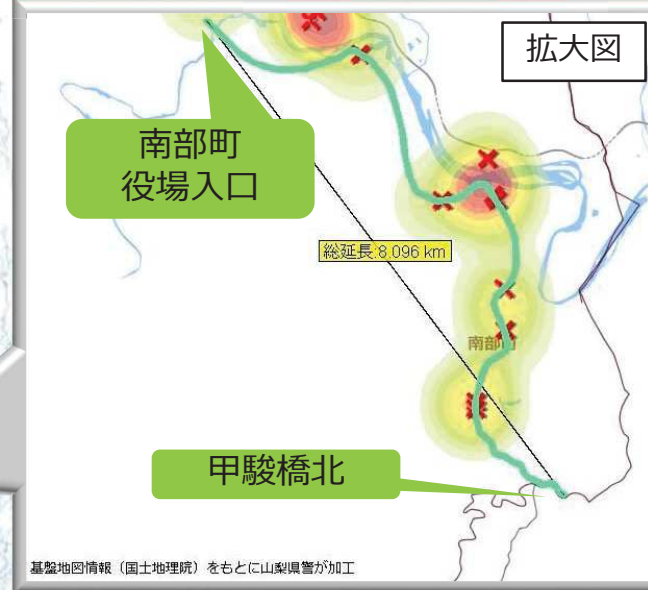 拡大図
南部町
役場入口
総延長:8.096 km
南部町
甲駿橋北
基盤地図情報（国土地理院）をもとに山梨県警が加工